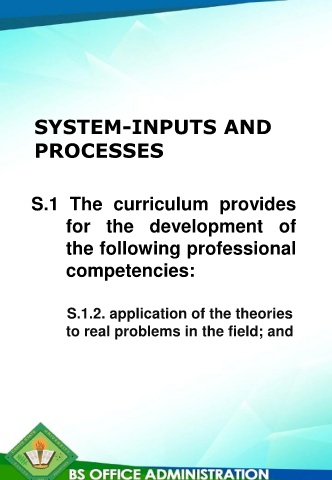 SYSTEM-INPUTS AND
PROCESSES
S.1 The curriculum provides
for the development of
the following professional
competencies:
S.1.2. application of the theories
to real problems in the field; and
BS OFFICE ADMINISTRATION